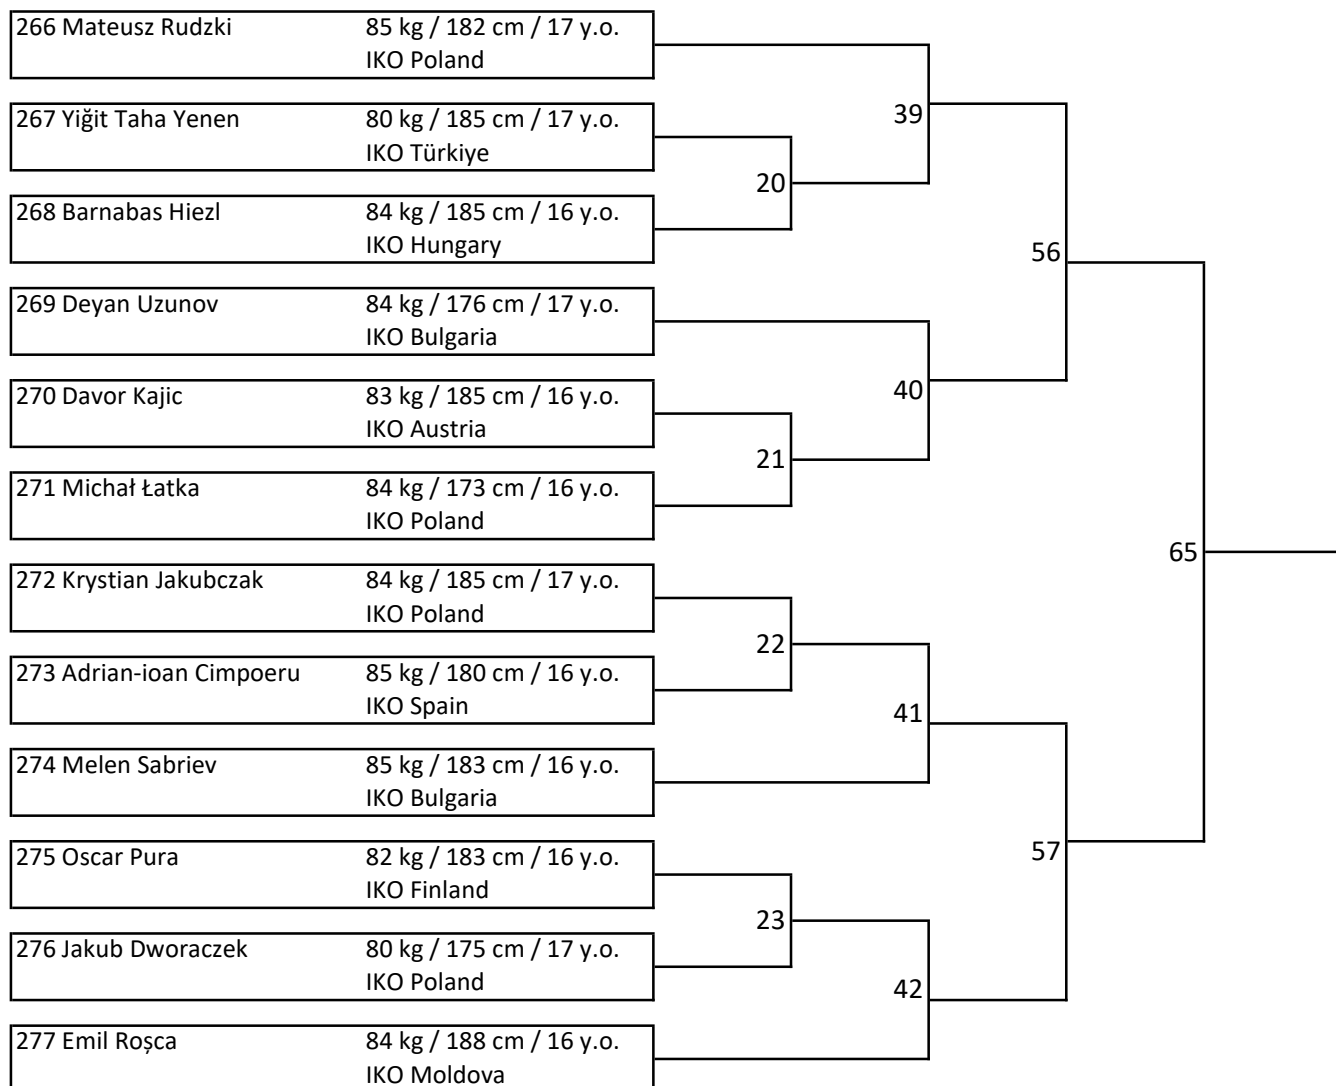 266 Mateusz Rudzki 85 kg / 182 cm / 17 y.o.
IKO Poland
39
267 Yiğit Taha Yenen 80 kg / 185 cm / 17 y.o.
IKO Türkiye
20
268 Barnabas Hiezl 84 kg / 185 cm / 16 y.o.
IKO Hungary
56
269 Deyan Uzunov 84 kg / 176 cm / 17 y.o.
IKO Bulgaria
40
270 Davor Kajic 83 kg / 185 cm / 16 y.o.
IKO Austria
21
271 Michał Łatka 84 kg / 173 cm / 16 y.o.
IKO Poland
65
272 Krystian Jakubczak 84 kg / 185 cm / 17 y.o.
IKO Poland
22
273 Adrian-ioan Cimpoeru 85 kg / 180 cm / 16 y.o.
IKO Spain
41
274 Melen Sabriev 85 kg / 183 cm / 16 y.o.
IKO Bulgaria
57
275 Oscar Pura 82 kg / 183 cm / 16 y.o.
IKO Finland
23
276 Jakub Dworaczek 80 kg / 175 cm / 17 y.o.
IKO Poland
42
277 Emil Roșca 84 kg / 188 cm / 16 y.o.
IKO Moldova